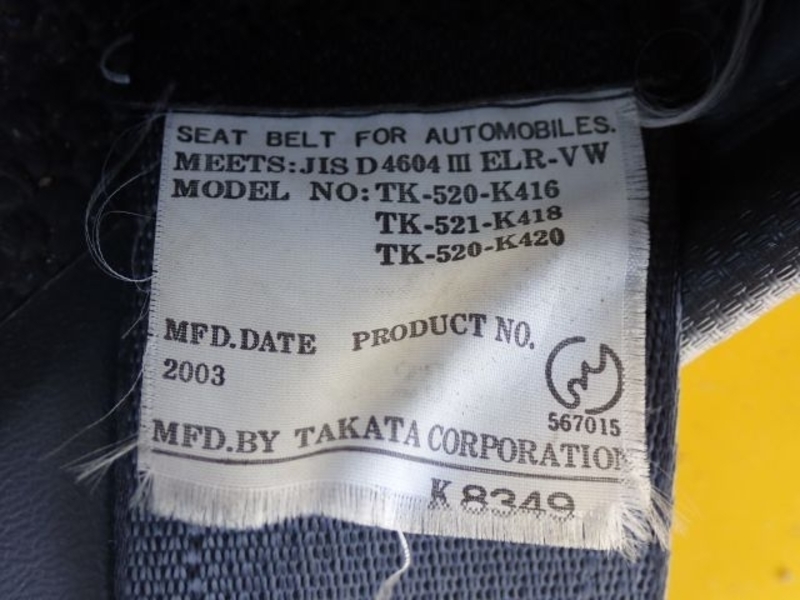 SEAT BELT FOR AUTOMOBILES.
MEETS:JIS D 4604 III ELR-VW
MODEL NO:TK-520-K416
TK-521-K418
TK-520-K420
MFD.DATE PRODUCT NO.
2003
567015
MFD.BY TAKATA CORPORATION
K 8349